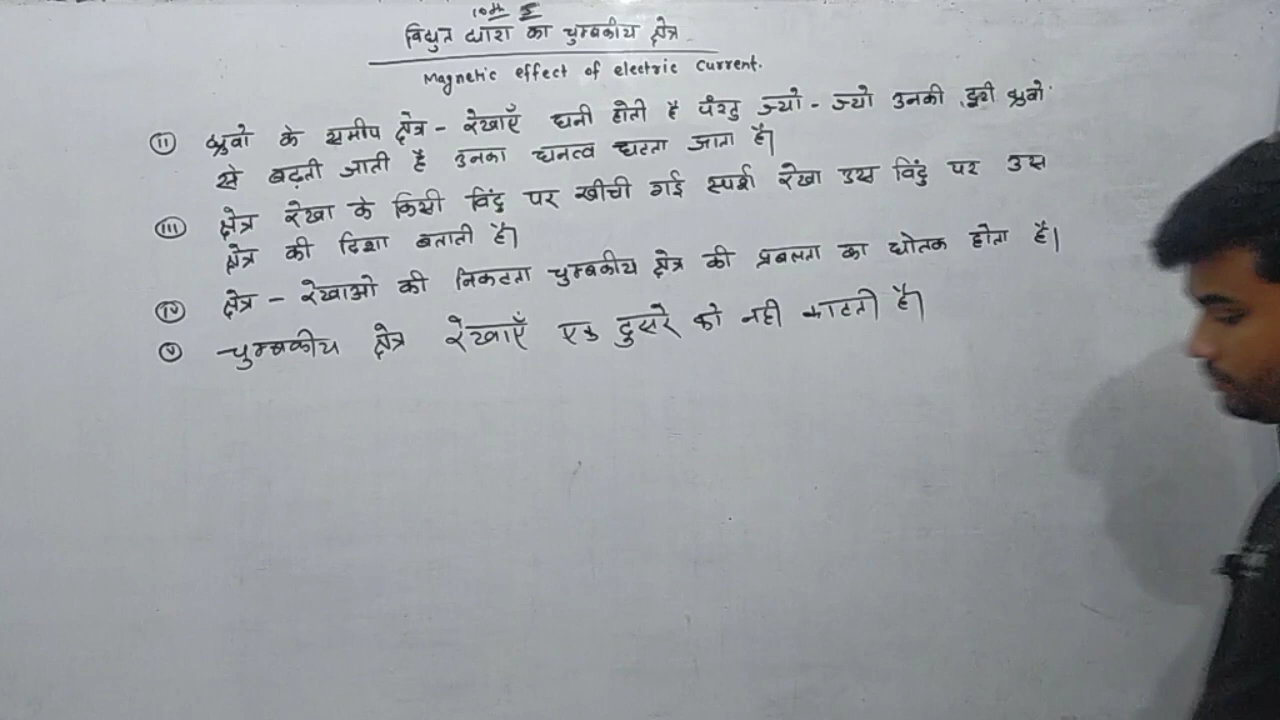 10th
विधुत धारा का चुम्बकीय क्षेत्र
Magnetic effect of electric current.
(ii) ध्रुवो के समीप क्षेत्र - रेखाएँ घनी होती है परंतु ज्यो - ज्यो उनकी दुरी ध्रुवो
से बढ़ती जाती है उनका घनत्व घटता जाता है।
(iii) क्षेत्र रेखा के किसी विंदु पर खीची गई स्पर्श रेखा उस विंदु पर उस
क्षेत्र की दिशा बताती है।
(iv) क्षेत्र - रेखाओ की निकटता चुम्बकीय क्षेत्र की प्रबलता का धोतक होता है।
(v) चुम्बकीय क्षेत्र रेखाएँ एक दुसरे को नही काटती है।